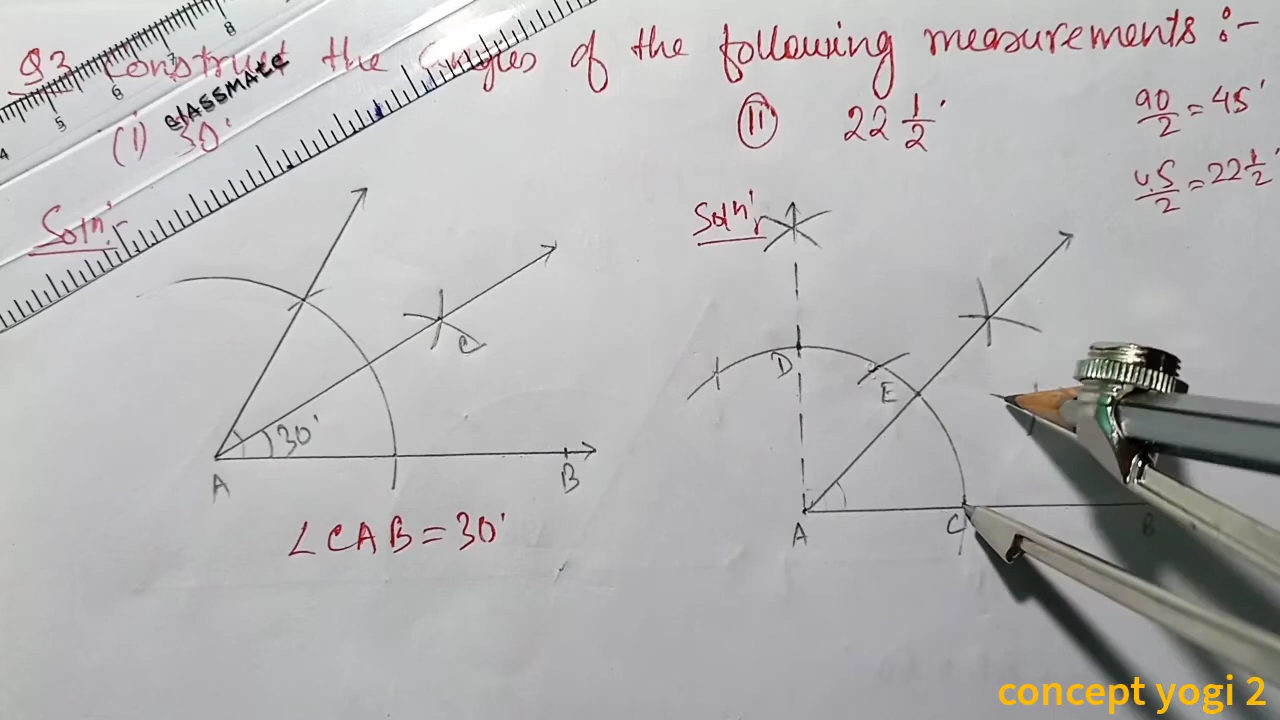 Q3 Construct the Angles of the following measurements :-
(i) 30°
(II) 22 1/2°
90/2 = 45°
45/2 = 22 1/2°
CLASSMATE
4 5 6 7 8
Soln:
Soln:
C
30°
A
B
∠CAB = 30°
D
E
A
C
B
concept yogi 2